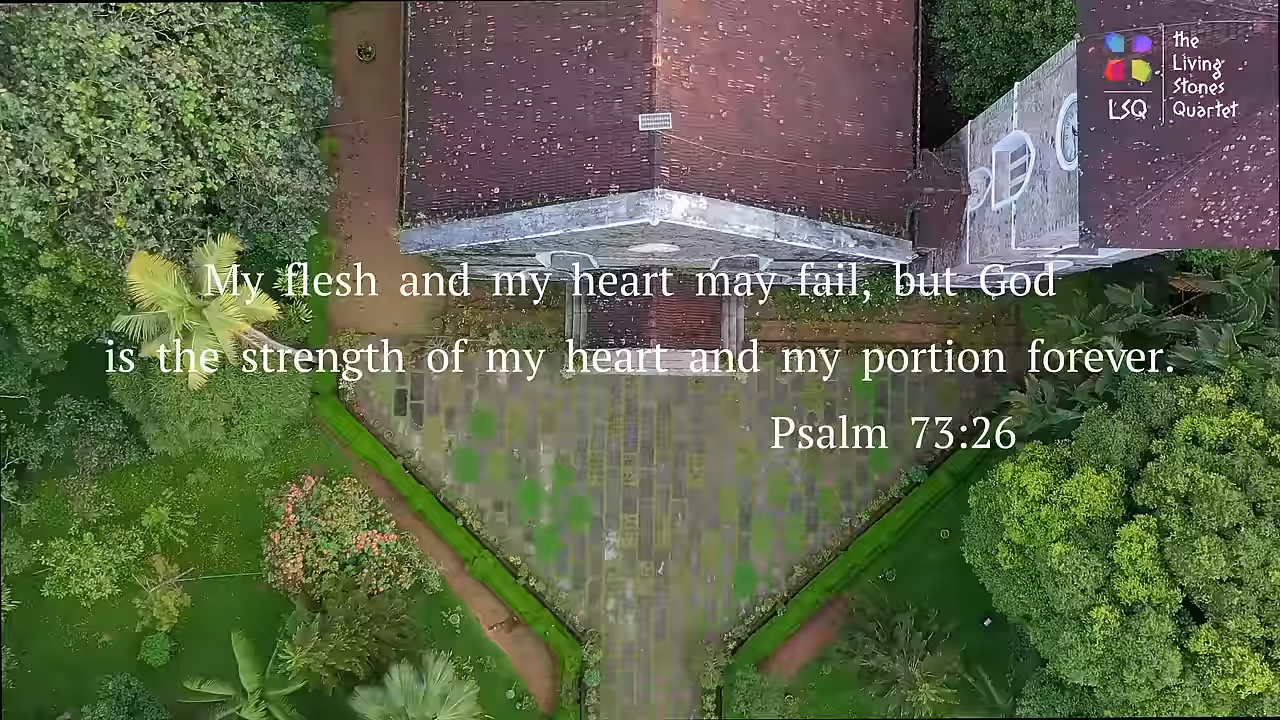 The
Living
Stones
Quartet
LSQ
My flesh and my heart may fail, but God
is the strength of my heart and my portion forever.
Psalm 73:26